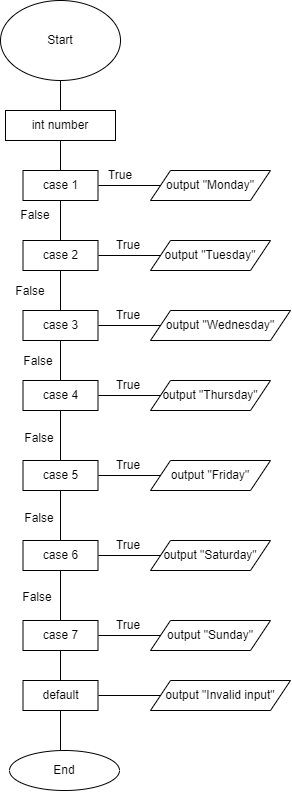 Start
int number
case 1
True
output "Monday"
False
case 2
True
output "Tuesday"
False
case 3
True
output "Wednesday"
False
case 4
True
output "Thursday"
False
case 5
True
output "Friday"
False
case 6
True
output "Saturday"
False
case 7
True
output "Sunday"
default
output "Invalid input"
End